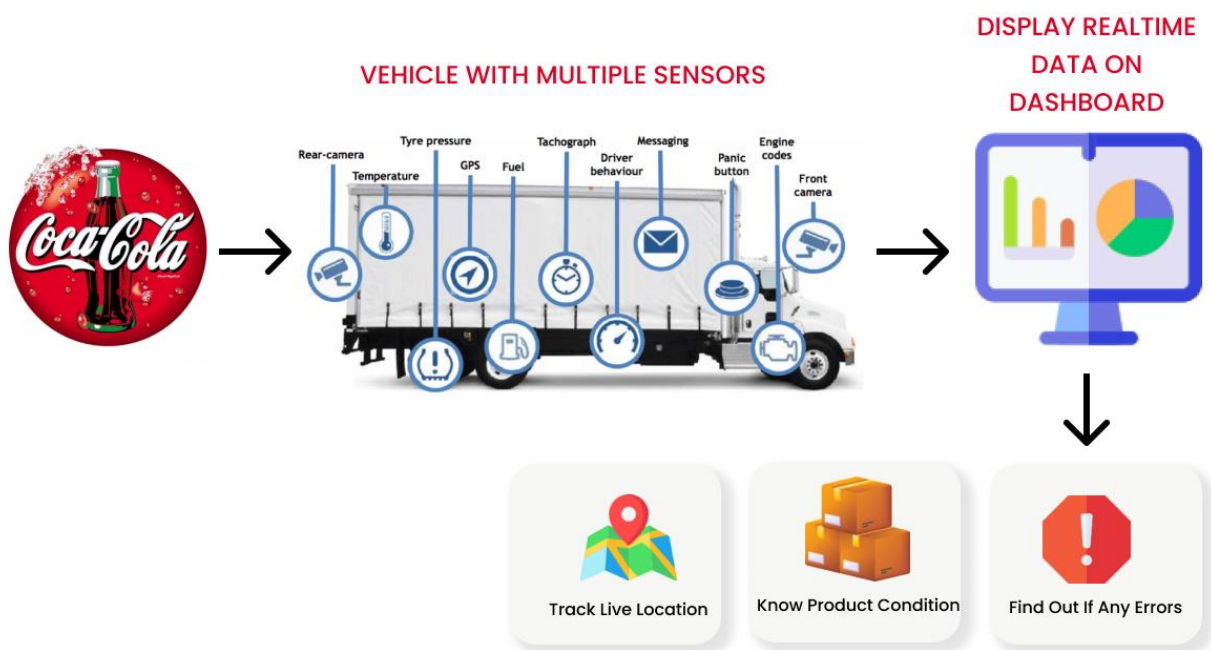 DISPLAY REALTIME
DATA ON
DASHBOARD
VEHICLE WITH MULTIPLE SENSORS
Rear-camera
Temperature
Tyre pressure
GPS
Fuel
Tachograph
Driver
behaviour
Messaging
Panic
button
Engine
codes
Front
camera
Coca-Cola
Track Live Location
Know Product Condition
Find Out If Any Errors